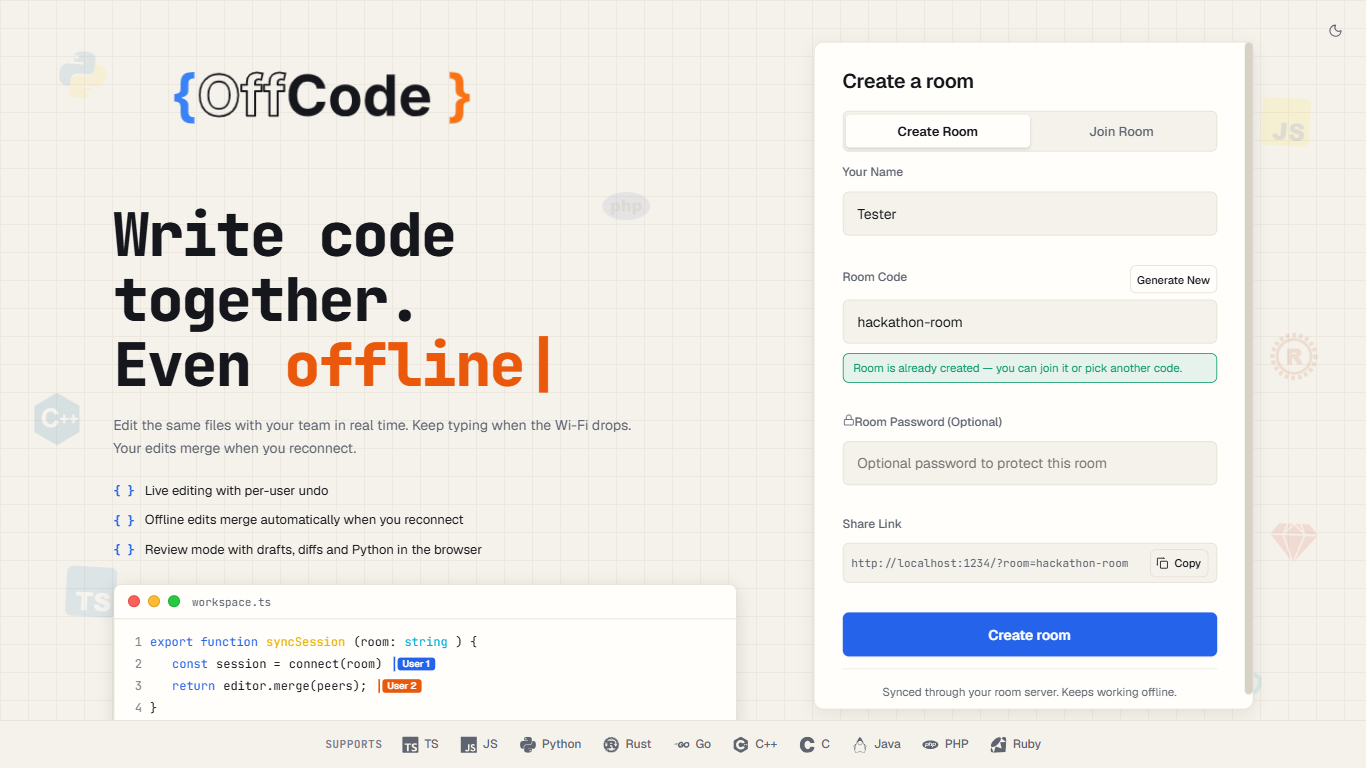 {OffCode }
php
JS
R
C++
TS
Write code
together.
Even offline|
Edit the same files with your team in real time. Keep typing when the Wi-Fi drops.
Your edits merge when you reconnect.
{ } Live editing with per-user undo
{ } Offline edits merge automatically when you reconnect
{ } Review mode with drafts, diffs and Python in the browser
workspace.ts
1 export function syncSession (room: string ) {
2 const session = connect(room) User 1
3 return editor.merge(peers); User 2
4 }
Create a room
Create Room Join Room
Your Name
Tester
Room Code Generate New
hackathon-room
Room is already created — you can join it or pick another code.
Room Password (Optional)
Optional password to protect this room
Share Link
http://localhost:1234/?room=hackathon-room Copy
Create room
Synced through your room server. Keeps working offline.
SUPPORTS TS TS JS JS Python R Rust GO Go C++ C++ C C Java php PHP Ruby